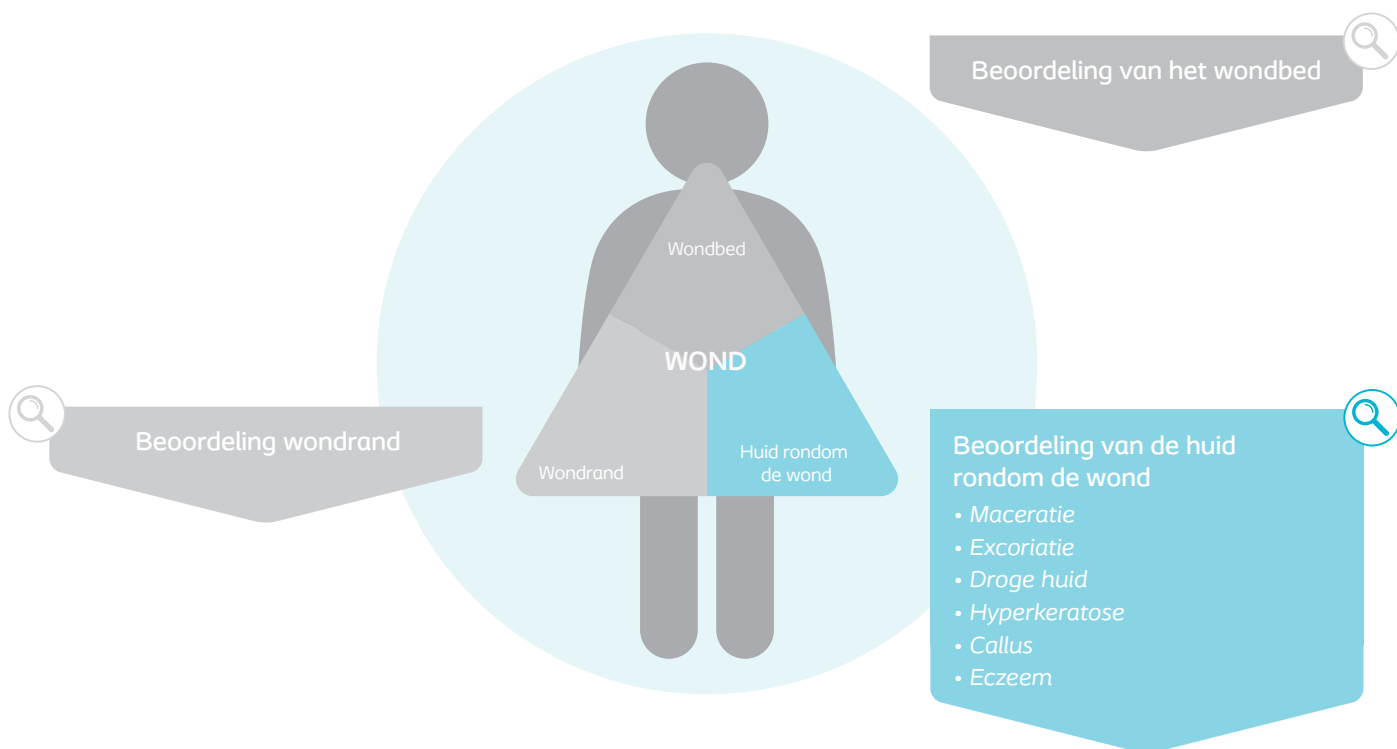 Beoordeling van het wondbed
Wondbed
WOND
Wondrand
Huid rondom
de wond
Beoordeling wondrand
Beoordeling van de huid
rondom de wond
• Maceratie
• Excoriatie
• Droge huid
• Hyperkeratose
• Callus
• Eczeem